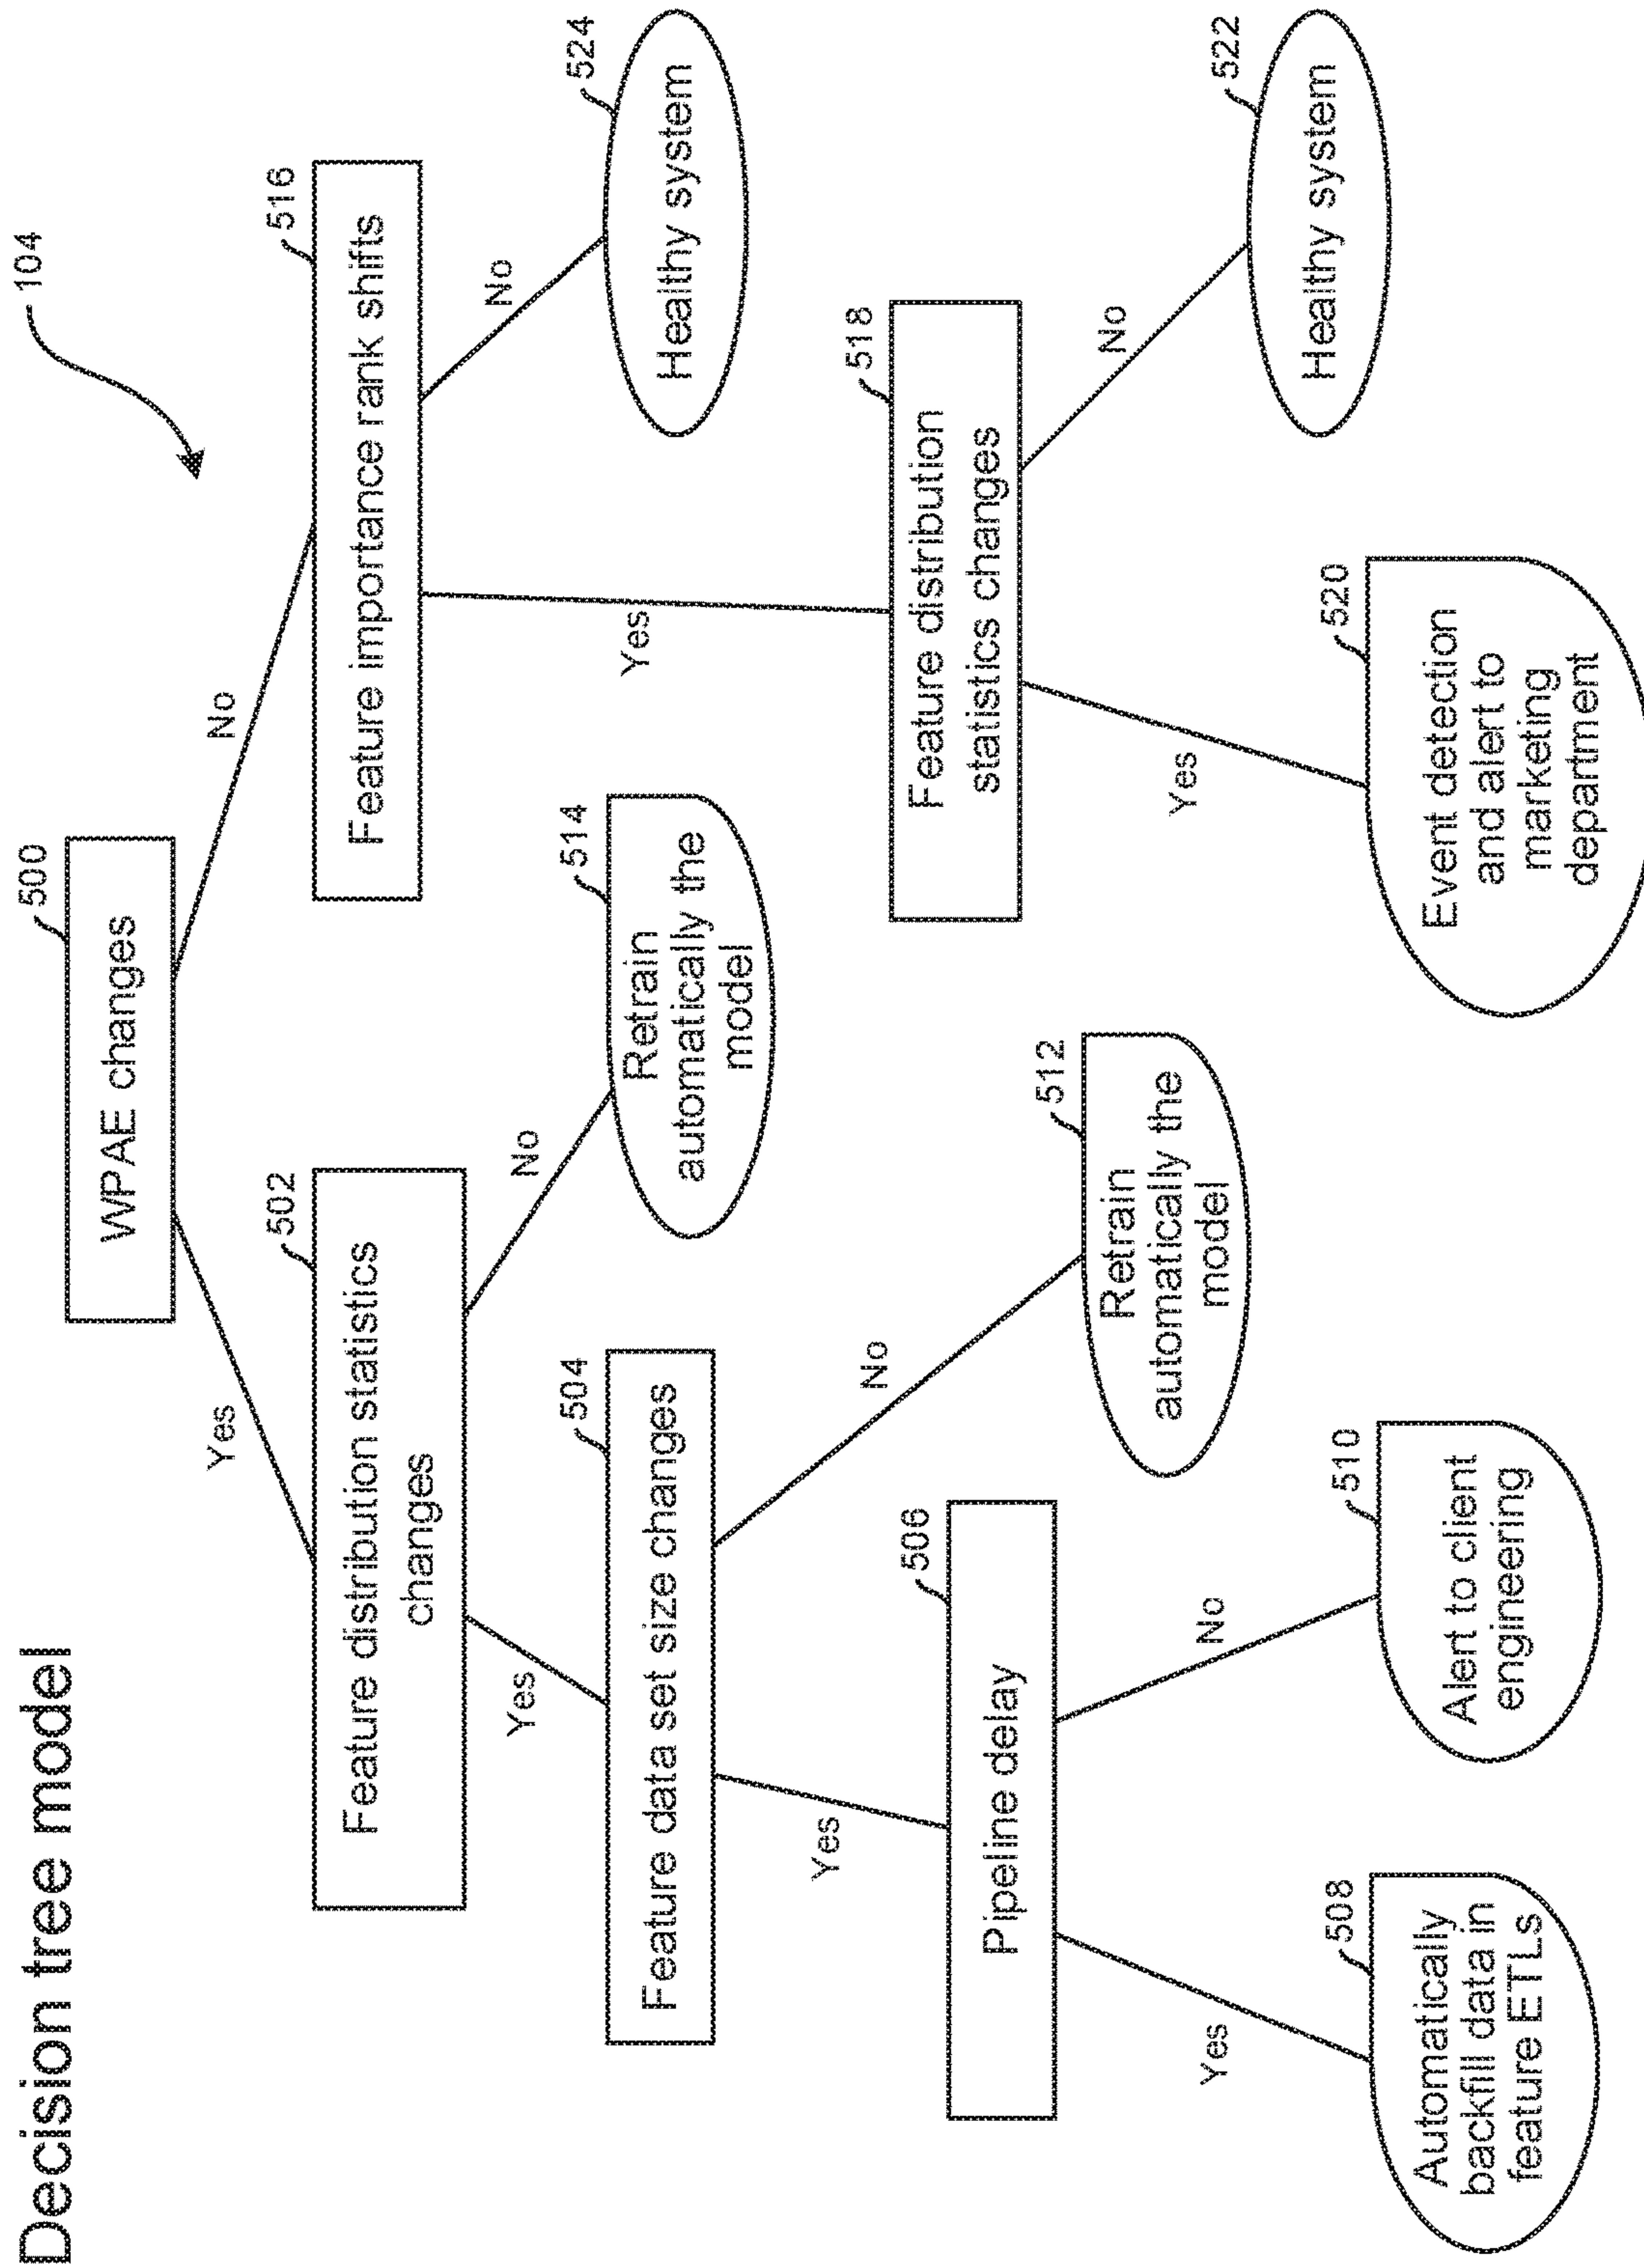 Decision tree model
104
500
WPAE changes
Yes
No
502
Feature distribution statistics
changes
516
Feature importance rank shifts
Yes
No
Yes
No
504
Feature data set size changes
514
Retrain
automatically the
model
524
Healthy system
Yes
No
506
Pipeline delay
518
Feature distribution
statistics changes
512
Retrain
automatically the
model
Yes
No
Yes
No
508
Automatically
backfill data in
feature ETLs
510
Alert to client
engineering
520
Event detection
and alert to
marketing
department
522
Healthy system